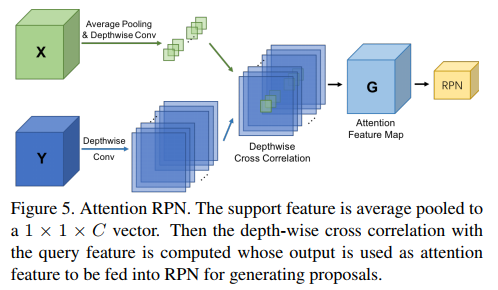 Average Pooling
& Depthwise Conv
X
Y
Depthwise
Conv
Depthwise
Cross Correlation
G
Attention
Feature Map
RPN
Figure 5. Attention RPN. The support feature is average pooled to
a 1 × 1 × C vector. Then the depth-wise cross correlation with
the query feature is computed whose output is used as attention
feature to be fed into RPN for generating proposals.